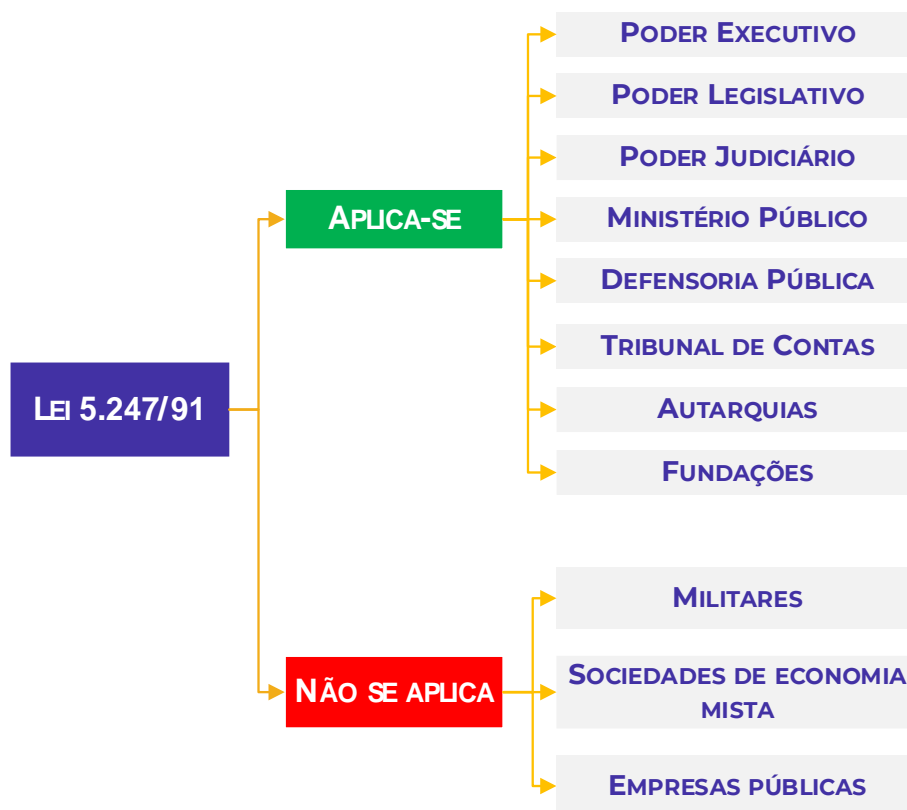 PODER EXECUTIVO
PODER LEGISLATIVO
PODER JUDICIÁRIO
APLICA-SE
MINISTÉRIO PÚBLICO
DEFENSORIA PÚBLICA
TRIBUNAL DE CONTAS
LEI 5.247/91
AUTARQUIAS
FUNDAÇÕES
MILITARES
NÃO SE APLICA
SOCIEDADES DE ECONOMIA
MISTA
EMPRESAS PÚBLICAS